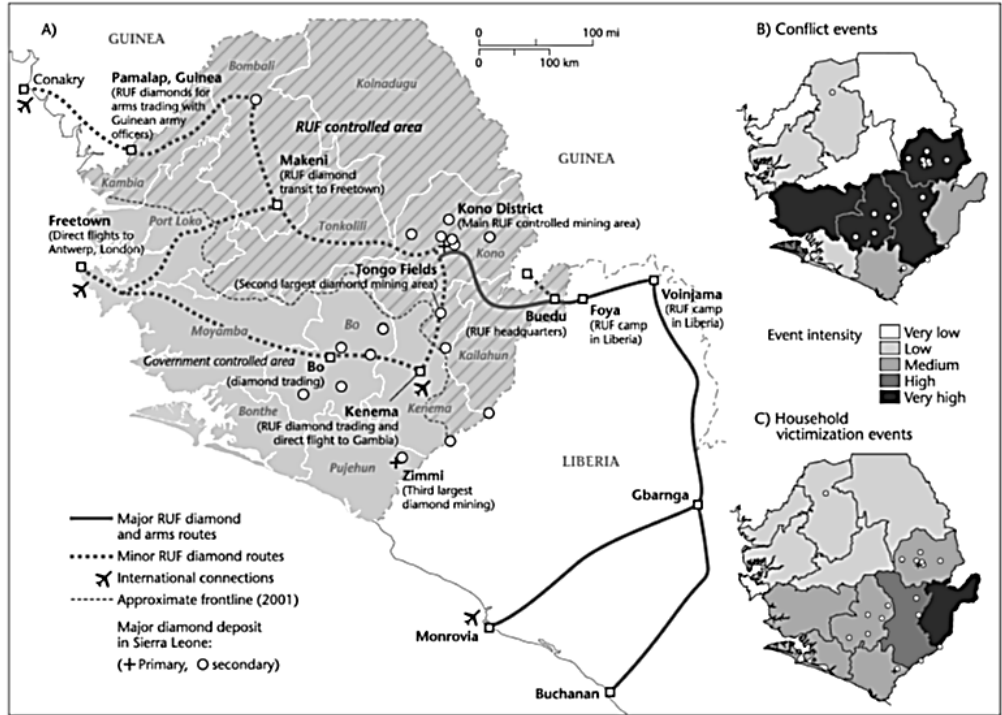 A)
GUINEA
Conakry
Pamalap, Guinea
(RUF diamonds for
arms trading with
Guinean army
officers)
Bombali
Koinadugu
0 100 mi
0 100 km
RUF controlled area
GUINEA
Makeni
(RUF diamond
transit to Freetown)
Kambia
Port Loko
Tonkolili
Freetown
(Direct flights to
Antwerp, London)
Kono District
(Main RUF controlled mining area)
Kono
Tongo Fields
(Second largest diamond mining area)
Buedu
(RUF headquarters)
Foya
(RUF camp
in Liberia)
Voinjama
(RUF camp
in Liberia)
Moyamba
Bo
Government controlled area
Bo
(diamond trading)
Kailahun
Bonthe
Kenema
Kenema
(RUF diamond trading and
direct flight to Gambia)
Pujehun
Zimmi
(Third largest
diamond mining)
LIBERIA
Gbarnga
Monrovia
Buchanan
Major RUF diamond
and arms routes
Minor RUF diamond routes
International connections
Approximate frontline (2001)
Major diamond deposit
in Sierra Leone:
(+ Primary, O secondary)
B) Conflict events
Event intensity
Very low
Low
Medium
High
Very high
C) Household
victimization events